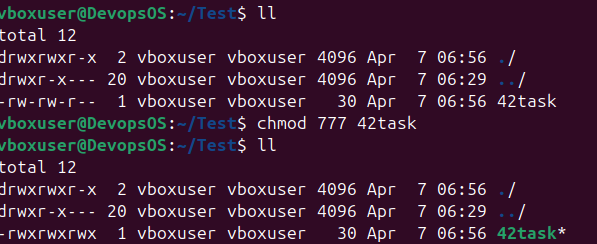 vboxuser@DevopsOS:~/Test$ ll
total 12
drwxrwxr-x  2 vboxuser vboxuser 4096 Apr  7 06:56 ./
drwxr-x--- 20 vboxuser vboxuser 4096 Apr  7 06:29 ../
-rw-rw-r--  1 vboxuser vboxuser   30 Apr  7 06:56 42task
vboxuser@DevopsOS:~/Test$ chmod 777 42task
vboxuser@DevopsOS:~/Test$ ll
total 12
drwxrwxr-x  2 vboxuser vboxuser 4096 Apr  7 06:56 ./
drwxr-x--- 20 vboxuser vboxuser 4096 Apr  7 06:29 ../
-rwxrwxrwx  1 vboxuser vboxuser   30 Apr  7 06:56 42task*